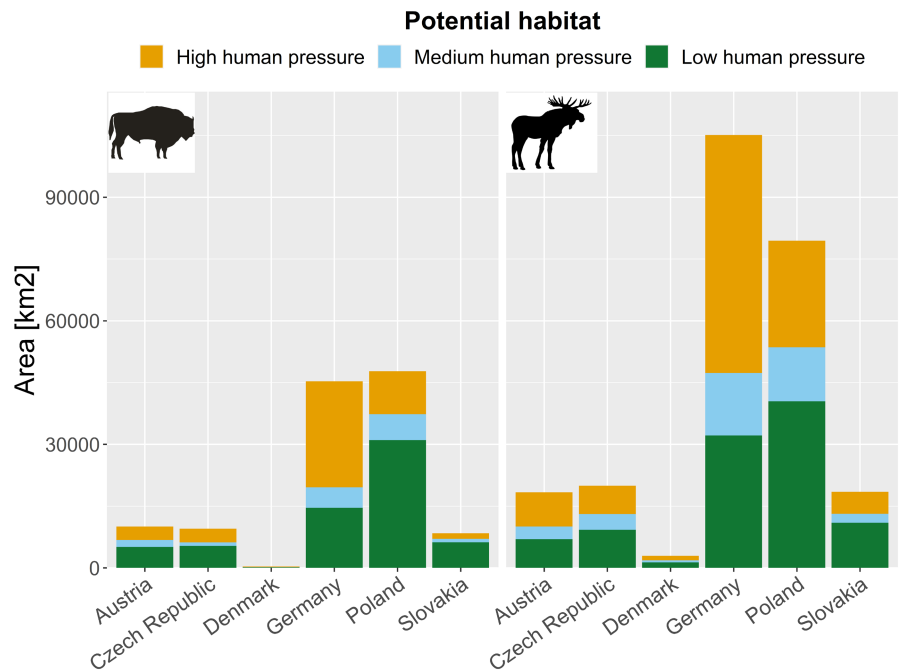 Potential habitat
High human pressure Medium human pressure Low human pressure
Area [km2]
90000
60000
30000
0
Austria Czech Republic Denmark Germany Poland Slovakia Austria Czech Republic Denmark Germany Poland Slovakia